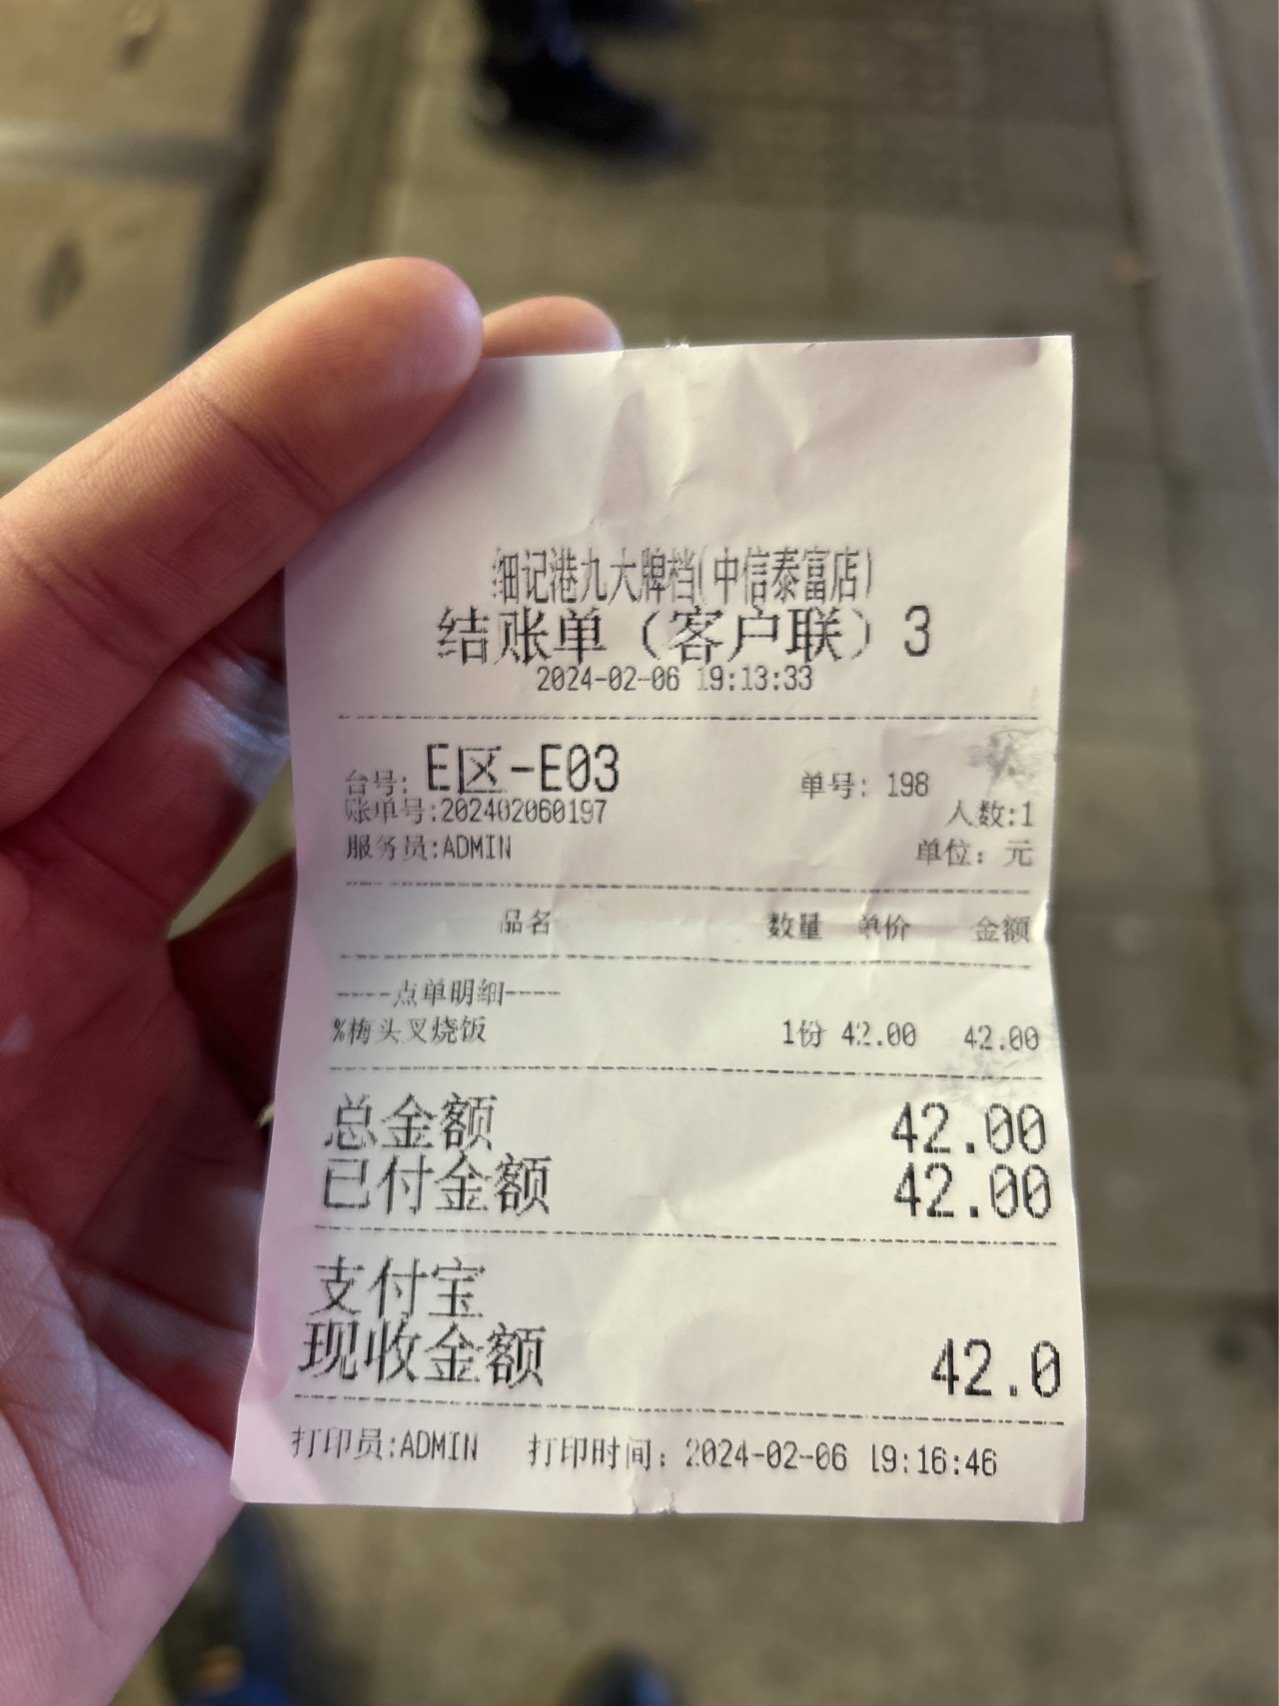 细记港九大牌档(中信泰富店)
结账单（客户联）3
2024-02-06 19:13:33
台号: E区-E03 单号: 198
账单号:202402060197 人数:1
服务员:ADMIN 单位: 元
品名 数量 单价 金额
----点单明细----
%梅头叉烧饭 1份 42.00 42.00
总金额 42.00
已付金额 42.00
支付宝
现收金额 42.0
打印员:ADMIN 打印时间: 2024-02-06 19:16:46